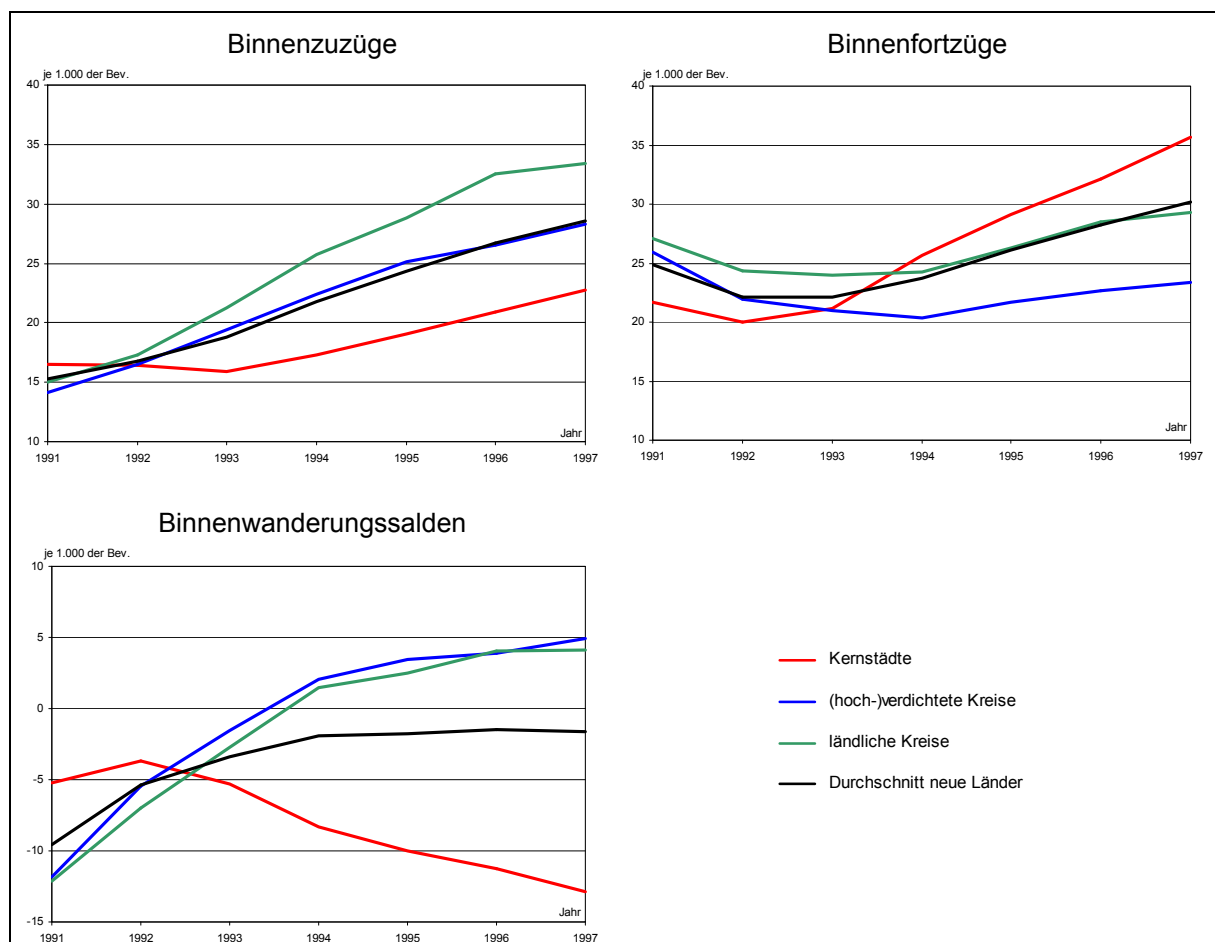 Binnenzuzüge
je 1.000 der Bev.
40
35
30
25
20
15
10
Jahr
1991 1992 1993 1994 1995 1996 1997
Binnenfortzüge
je 1.000 der Bev.
40
35
30
25
20
15
10
Jahr
1991 1992 1993 1994 1995 1996 1997
Binnenwanderungssalden
je 1.000 der Bev.
10
5
0
-5
-10
-15
Jahr
1991 1992 1993 1994 1995 1996 1997
Kernstädte
(hoch-)verdichtete Kreise
ländliche Kreise
Durchschnitt neue Länder